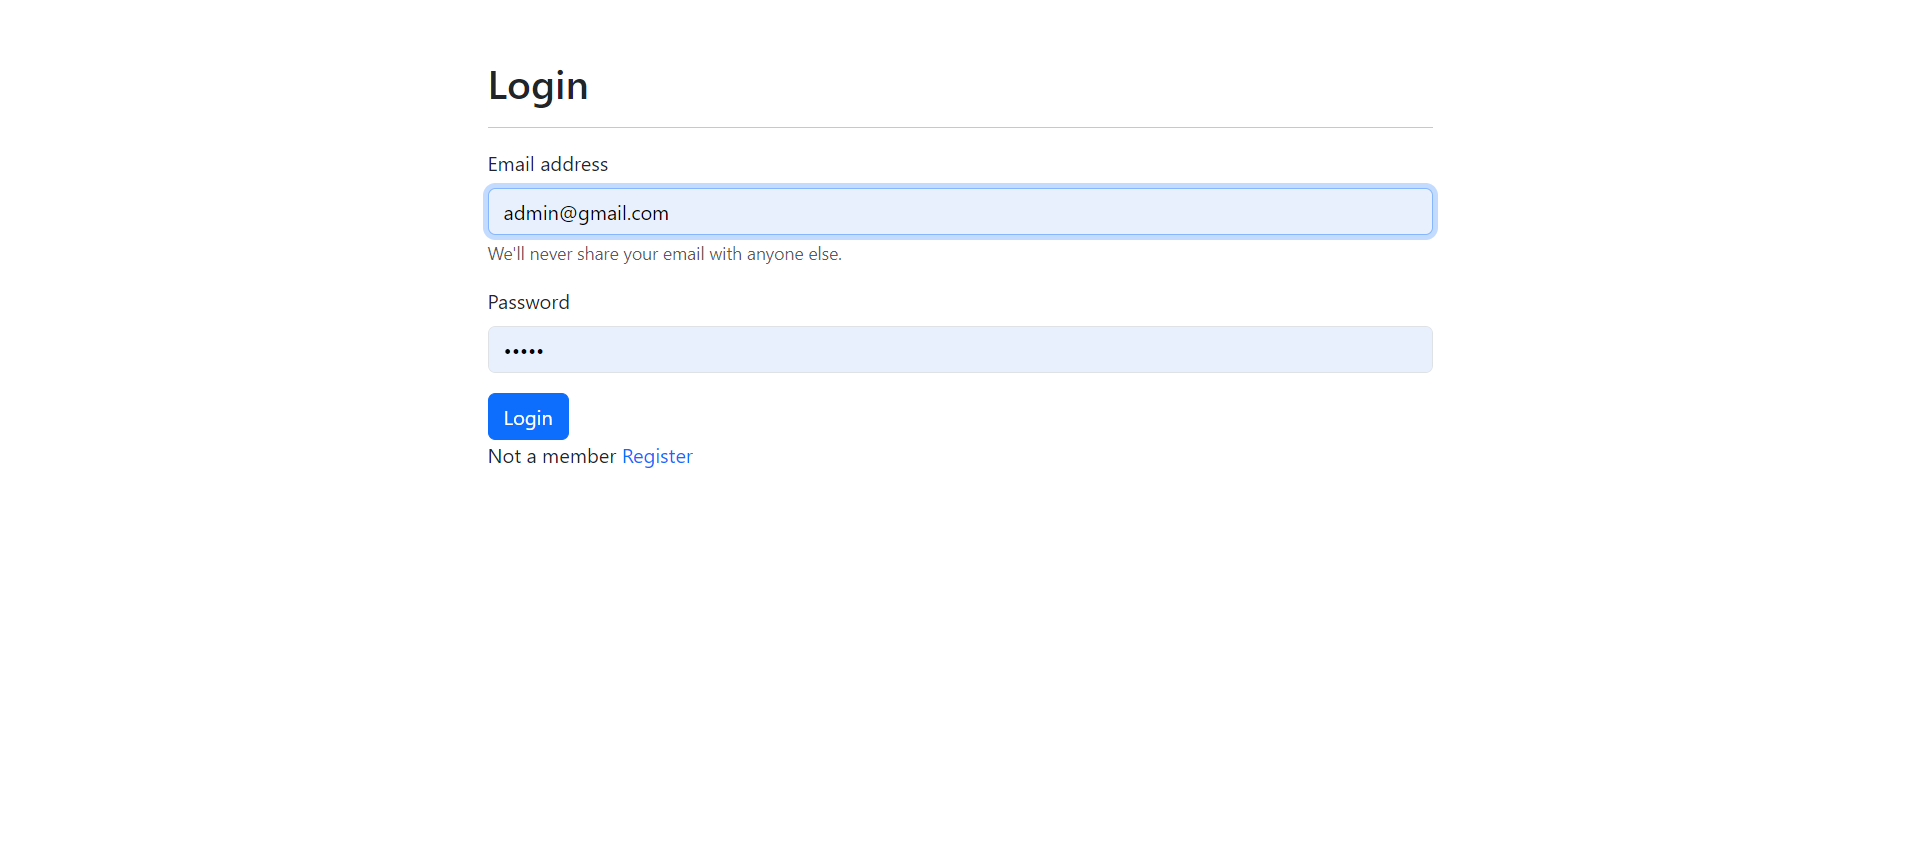 Login
Email address
admin@gmail.com
We'll never share your email with anyone else.
Password
•••••
Login
Not a member Register